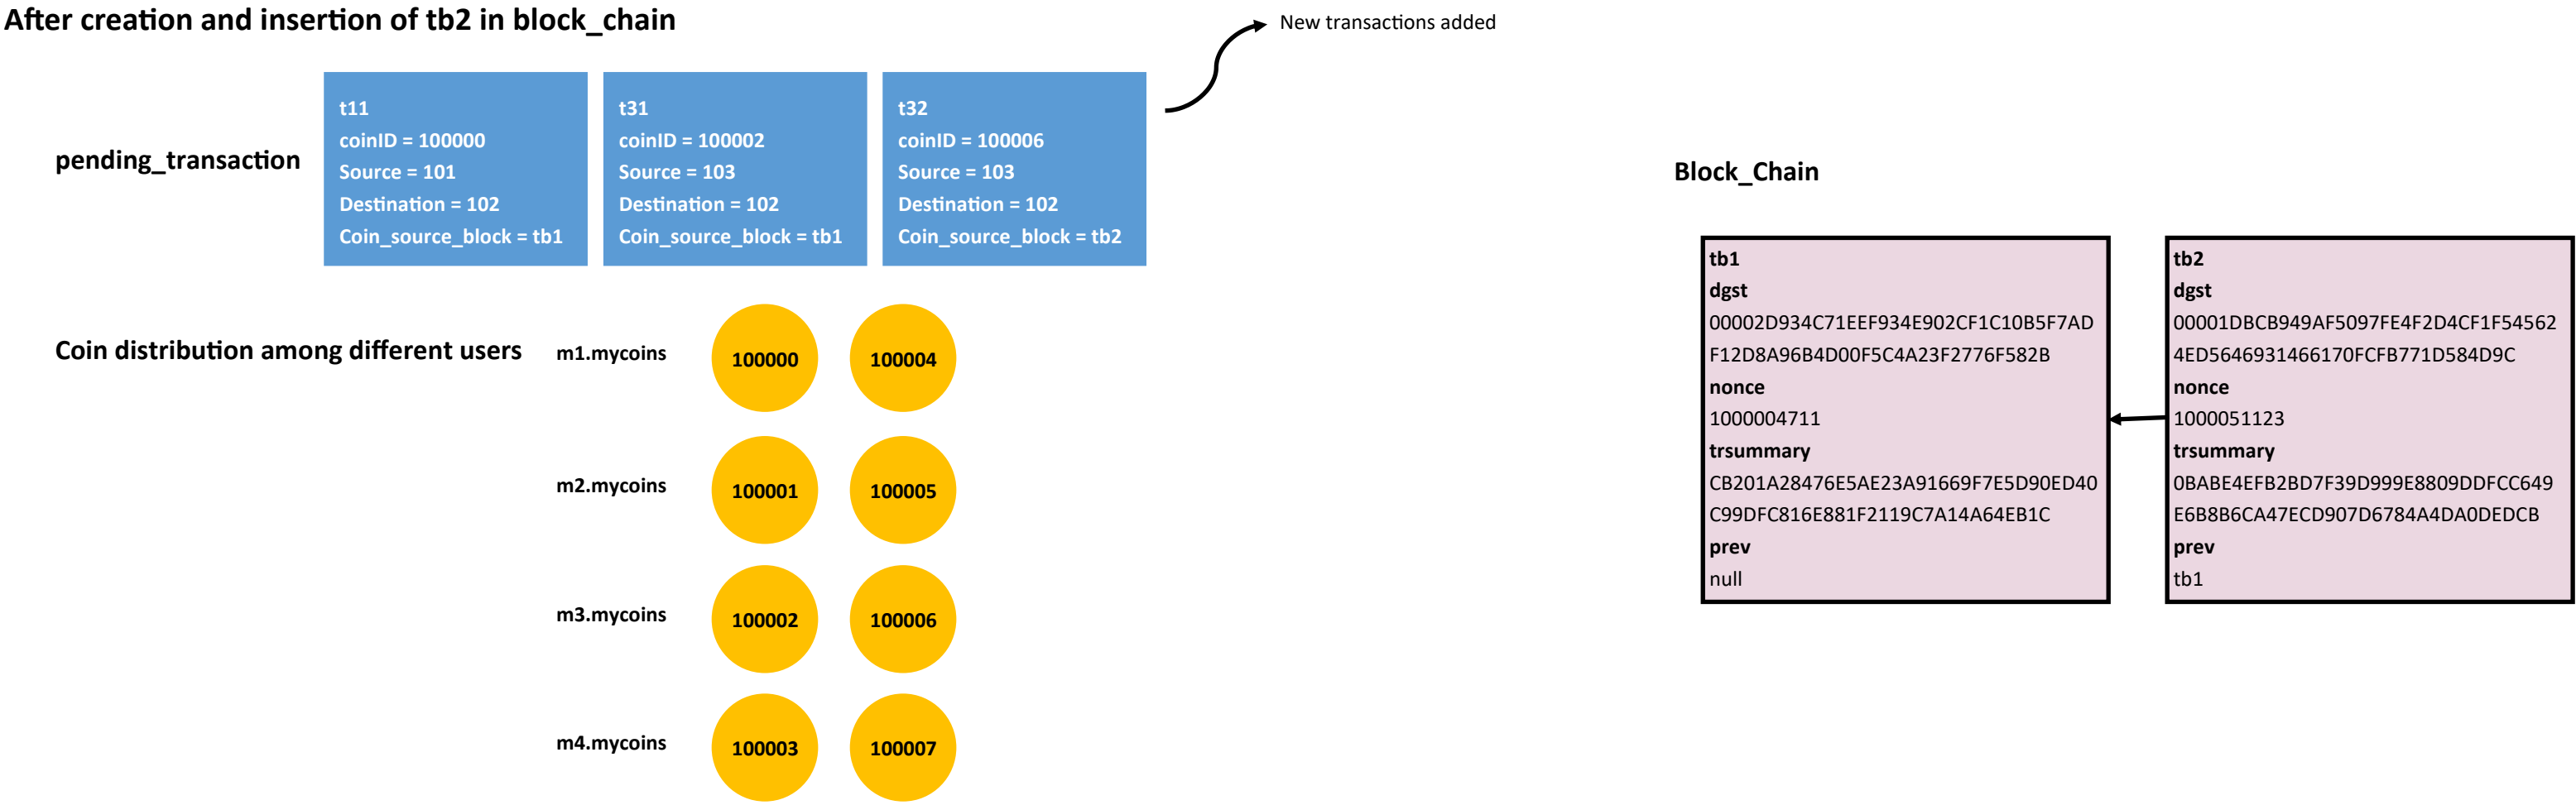 After creation and insertion of tb2 in block_chain
New transactions added
pending_transaction
t11
coinID = 100000
Source = 101
Destination = 102
Coin_source_block = tb1
t31
coinID = 100002
Source = 103
Destination = 102
Coin_source_block = tb1
t32
coinID = 100006
Source = 103
Destination = 102
Coin_source_block = tb2
Coin distribution among different users
m1.mycoins
100000
100004
m2.mycoins
100001
100005
m3.mycoins
100002
100006
m4.mycoins
100003
100007
Block_Chain
tb1
dgst
00002D934C71EEF934E902CF1C10B5F7AD
F12D8A96B4D00F5C4A23F2776F582B
nonce
1000004711
trsummary
CB201A28476E5AE23A91669F7E5D90ED40
C99DFC816E881F2119C7A14A64EB1C
prev
null
tb2
dgst
00001DBCB949AF5097FE4F2D4CF1F54562
4ED5646931466170FCFB771D584D9C
nonce
1000051123
trsummary
0BABE4EFB2BD7F39D999E8809DDFCC649
E6B8B6CA47ECD907D6784A4DA0DEDCB
prev
tb1